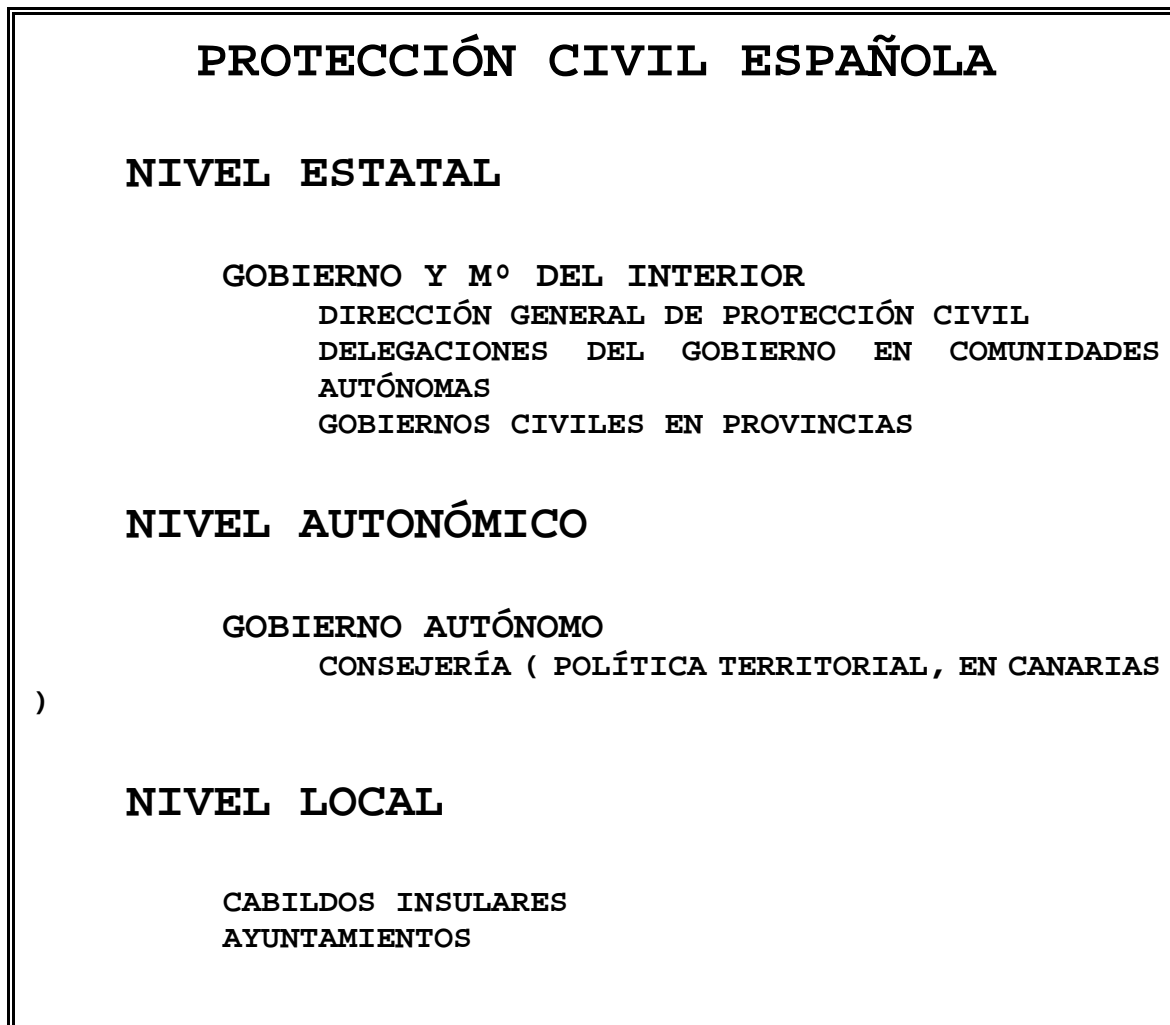 PROTECCIÓN CIVIL ESPAÑOLA
NIVEL ESTATAL
GOBIERNO Y Mº DEL INTERIOR
DIRECCIÓN GENERAL DE PROTECCIÓN CIVIL
DELEGACIONES DEL GOBIERNO EN COMUNIDADES
AUTÓNOMAS
GOBIERNOS CIVILES EN PROVINCIAS
NIVEL AUTONÓMICO
GOBIERNO AUTÓNOMO
CONSEJERÍA ( POLÍTICA TERRITORIAL, EN CANARIAS
)
NIVEL LOCAL
CABILDOS INSULARES
AYUNTAMIENTOS